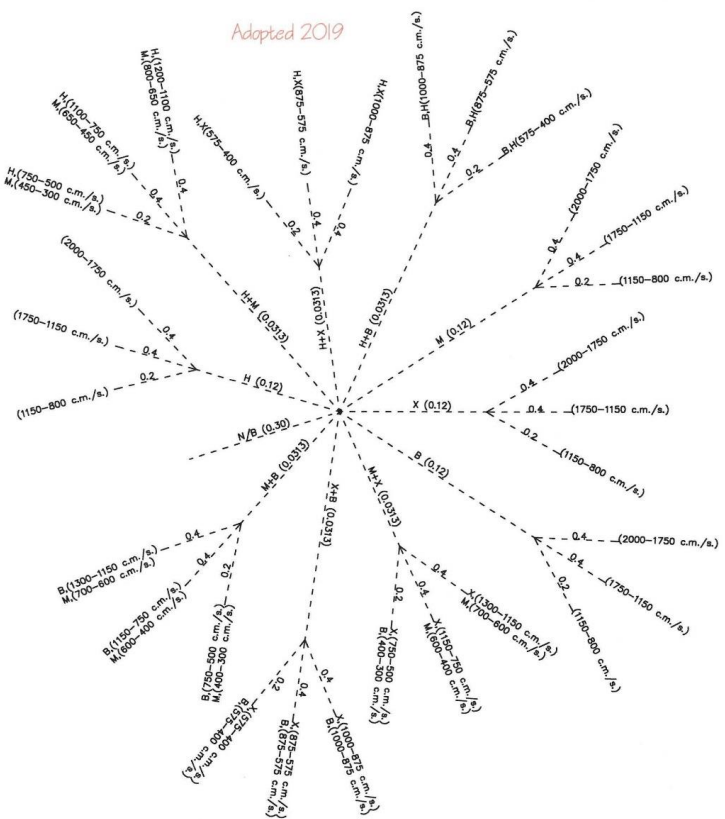 Adapted 2019
H+M (0.0313)
0.2
H,(750-500 c.m./s.)
M,(450-300 c.m./s.)
0.4
H,(1100-750 c.m./s.)
M,(650-450 c.m./s.)
0.4
H,(1200-1100 c.m./s.)
M,(800-650 c.m./s.)
H+X (0.0313)
0.2
H,X(575-400 c.m./s.)
0.4
H,X(875-575 c.m./s.)
0.4
H,X(1000-875 c.m./s.)
H+B (0.0313)
0.4
B,H(1000-875 c.m./s.)
0.4
B,H(875-575 c.m./s.)
0.2
B,H(575-400 c.m./s.)
M (0.12)
0.4
(2000-1750 c.m./s.)
0.4
(1750-1150 c.m./s.)
0.2
(1150-800 c.m./s.)
X (0.12)
0.4
(2000-1750 c.m./s.)
0.4
(1750-1150 c.m./s.)
0.2
(1150-800 c.m./s.)
B (0.12)
0.4
(2000-1750 c.m./s.)
0.4
(1750-1150 c.m./s.)
0.2
(1150-800 c.m./s.)
M+X (0.0313)
0.4
X,(1300-1150 c.m./s.)
M,(700-600 c.m./s.)
0.4
X,(1150-750 c.m./s.)
M,(600-400 c.m./s.)
0.2
X,(750-500 c.m./s.)
B,(400-300 c.m./s.)
X+B (0.0313)
0.4
X,(1000-875 c.m./s.)
B,(1000-875 c.m./s.)
0.4
X,(875-575 c.m./s.)
B,(875-575 c.m./s.)
0.2
X,(575-400 c.m./s.)
B,(575-400 c.m./s.)
M+B (0.0313)
0.2
B,(750-500 c.m./s.)
M,(400-300 c.m./s.)
0.4
B,(1150-750 c.m./s.)
M,(600-400 c.m./s.)
0.4
B,(1300-1150 c.m./s.)
M,(700-600 c.m./s.)
N/B (0.30)
H (0.12)
0.2
(1150-800 c.m./s.)
0.4
(1750-1150 c.m./s.)
0.4
(2000-1750 c.m./s.)